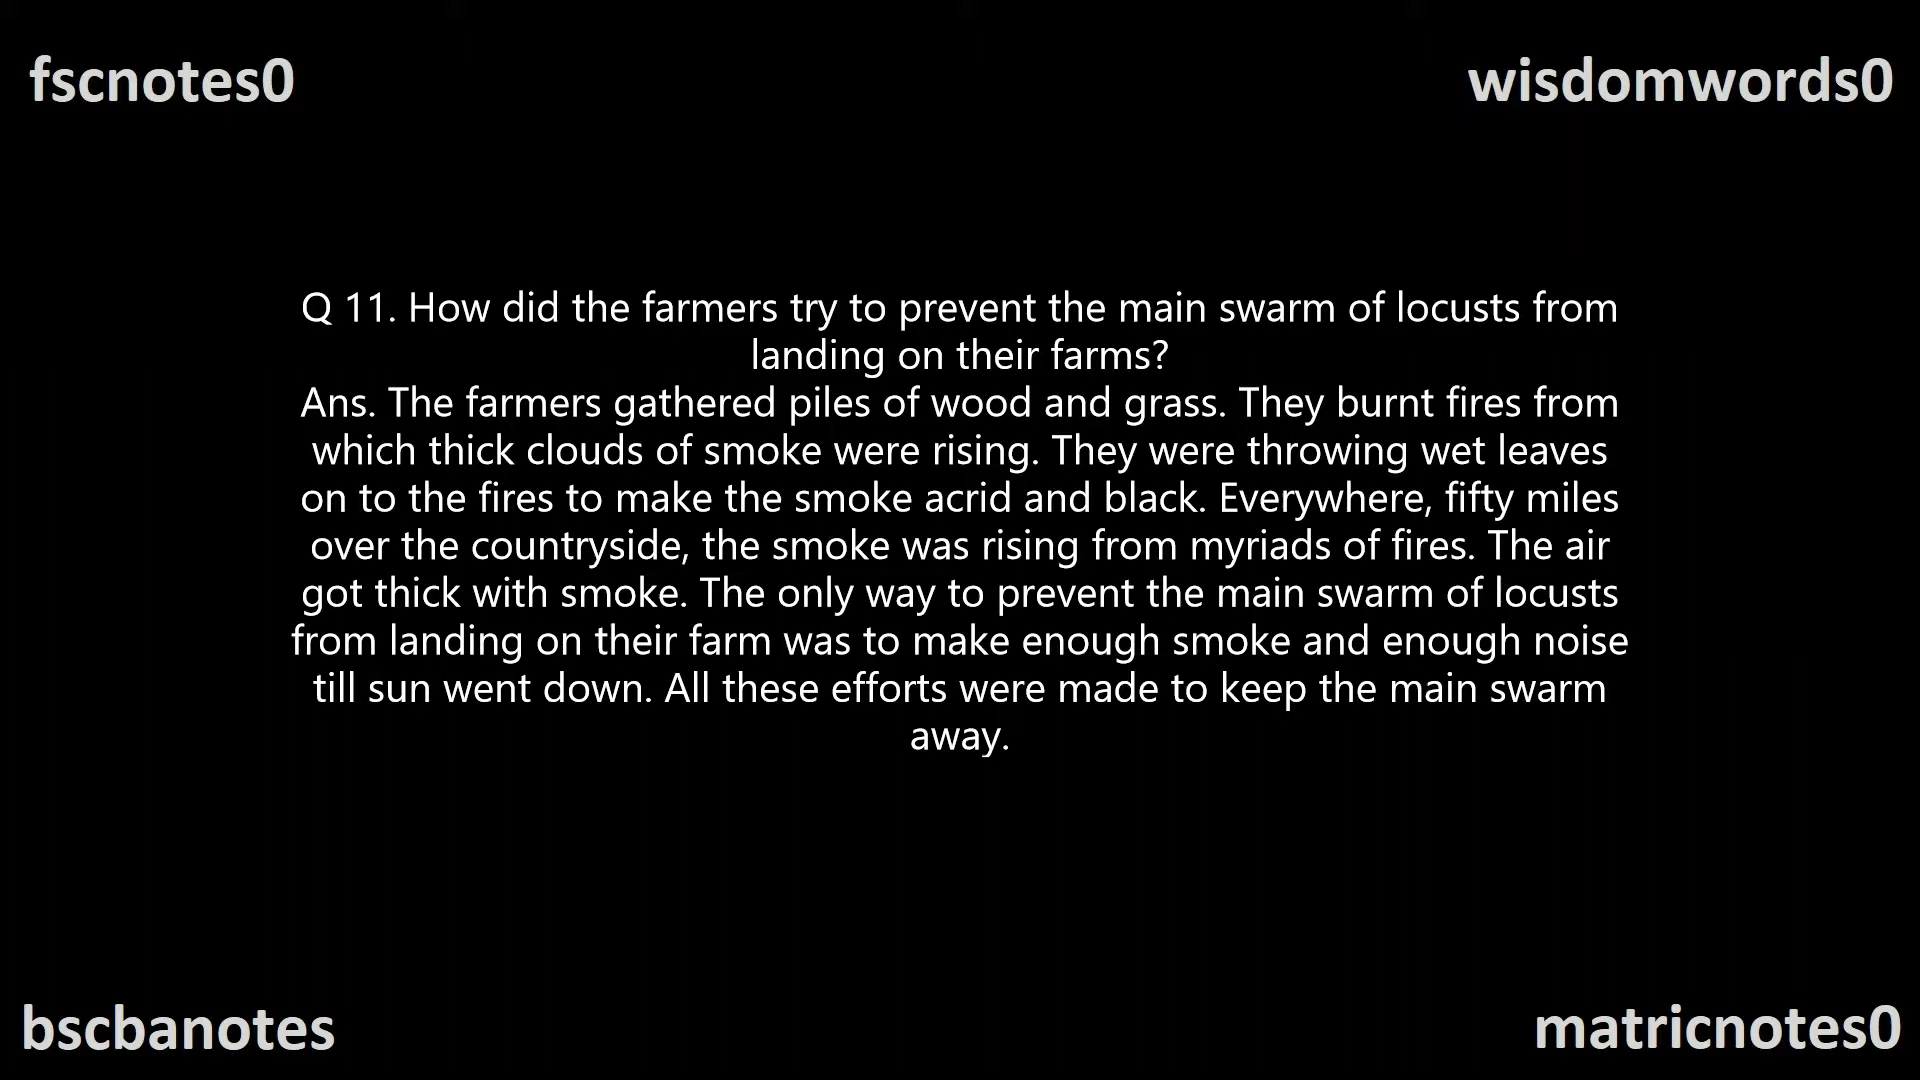 fscnotes0
wisdomwords0
Q 11. How did the farmers try to prevent the main swarm of locusts from
landing on their farms?
Ans. The farmers gathered piles of wood and grass. They burnt fires from
which thick clouds of smoke were rising. They were throwing wet leaves
on to the fires to make the smoke acrid and black. Everywhere, fifty miles
over the countryside, the smoke was rising from myriads of fires. The air
got thick with smoke. The only way to prevent the main swarm of locusts
from landing on their farm was to make enough smoke and enough noise
till sun went down. All these efforts were made to keep the main swarm
away.
bscbanotes
matricnotes0